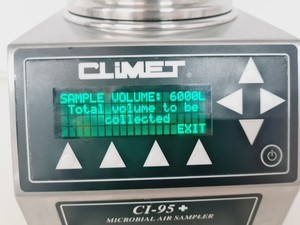 CLiMET
SAMPLE VOLUME: 6000L
Total volume to be
collected
EXIT
CI-95+
MICROBIAL AIR SAMPLER